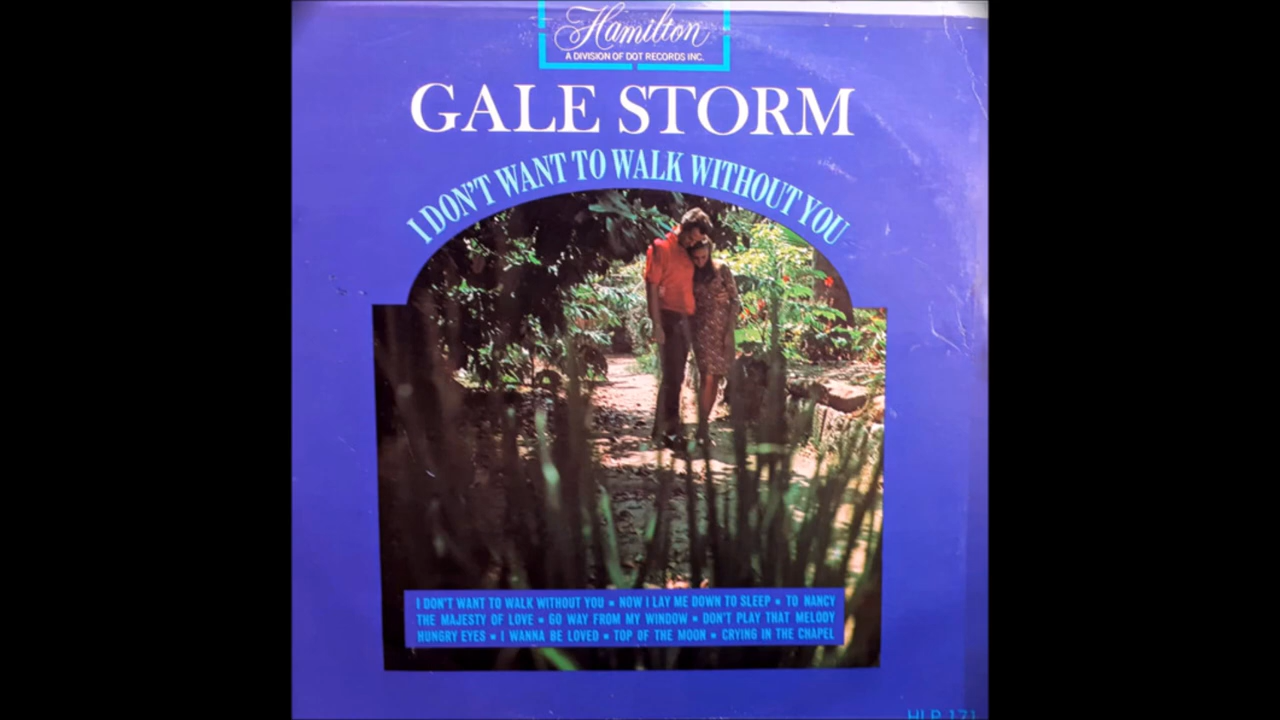 Hamilton
A DIVISION OF DOT RECORDS INC.
GALE STORM
I DON'T WANT TO WALK WITHOUT YOU
I DON'T WANT TO WALK WITHOUT YOU ▪ NOW I LAY ME DOWN TO SLEEP ▪ TO NANCY
THE MAJESTY OF LOVE ▪ GO WAY FROM MY WINDOW ▪ DON'T PLAY THAT MELODY
HUNGRY EYES ▪ I WANNA BE LOVED ▪ TOP OF THE MOON ▪ CRYING IN THE CHAPEL
HLP 171